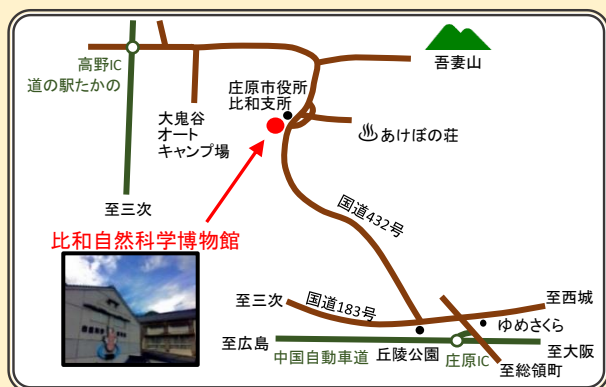 高野IC
道の駅たかの
吾妻山
庄原市役所
比和支所
大鬼谷
オート
キャンプ場
あけぼの荘
至三次
国道432号
比和自然科学博物館
至三次
国道183号
至西城
ゆめさくら
至広島
中国自動車道
丘陵公園
庄原IC
至大阪
至総領町